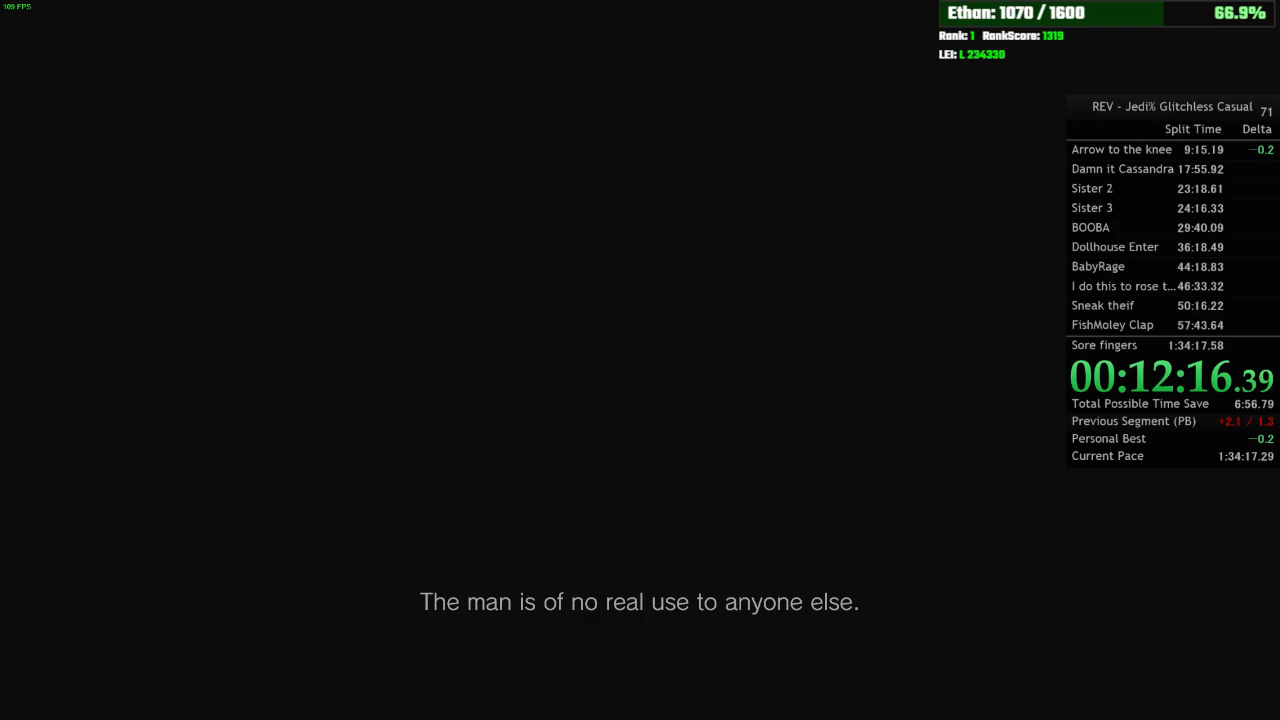 109 FPS
Ethan: 1070 / 1600 66.9%
Rank: 1 RankScore: 1319
LEI: L 234330
REV - Jedi% Glitchless Casual 71
Split Time Delta
Arrow to the knee 9:15.19 −0.2
Damn it Cassandra 17:55.92
Sister 2 23:18.61
Sister 3 24:16.33
BOOBA 29:40.09
Dollhouse Enter 36:18.49
BabyRage 44:18.83
I do this to rose t... 46:33.32
Sneak theif 50:16.22
FishMoley Clap 57:43.64
Sore fingers 1:34:17.58
00:12:16.39
Total Possible Time Save 6:56.79
Previous Segment (PB) +2.1 / 1.3
Personal Best −0.2
Current Pace 1:34:17.29
The man is of no real use to anyone else.